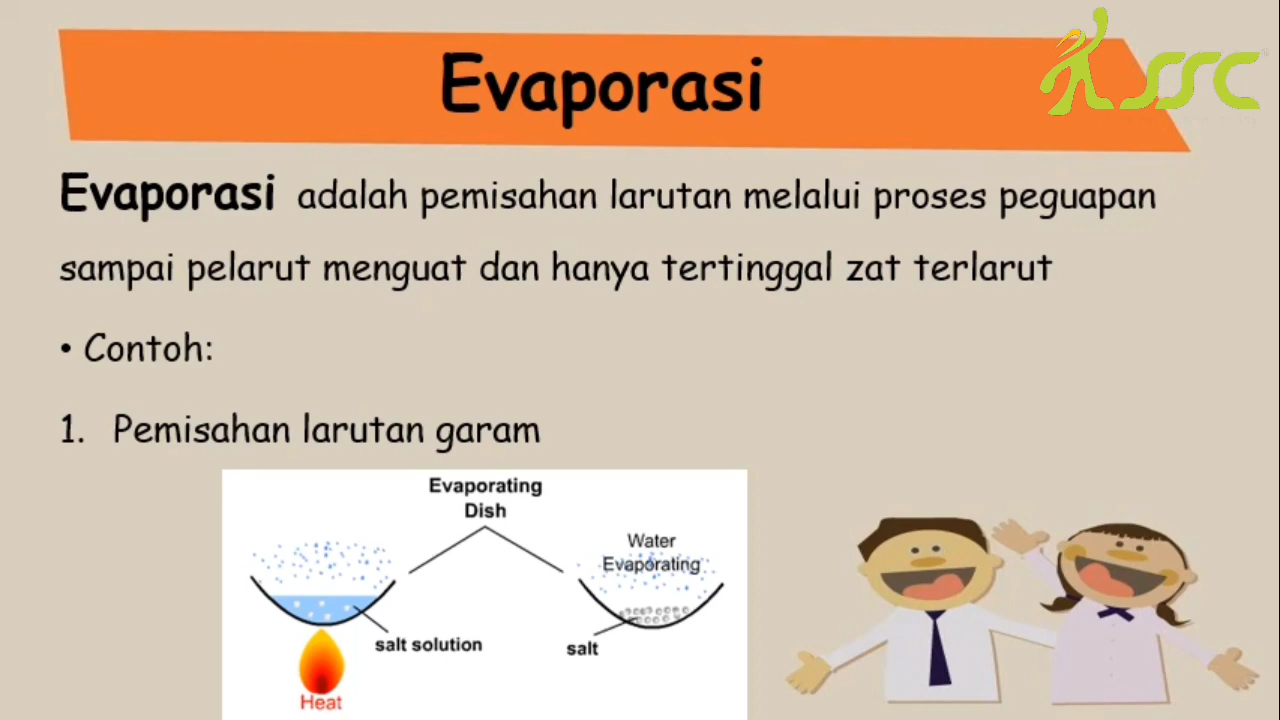 Evaporasi
SSC
Evaporasi adalah pemisahan larutan melalui proses peguapan
sampai pelarut menguat dan hanya tertinggal zat terlarut
• Contoh:
1. Pemisahan larutan garam
Evaporating
Dish
Water
Evaporating
salt solution
salt
Heat